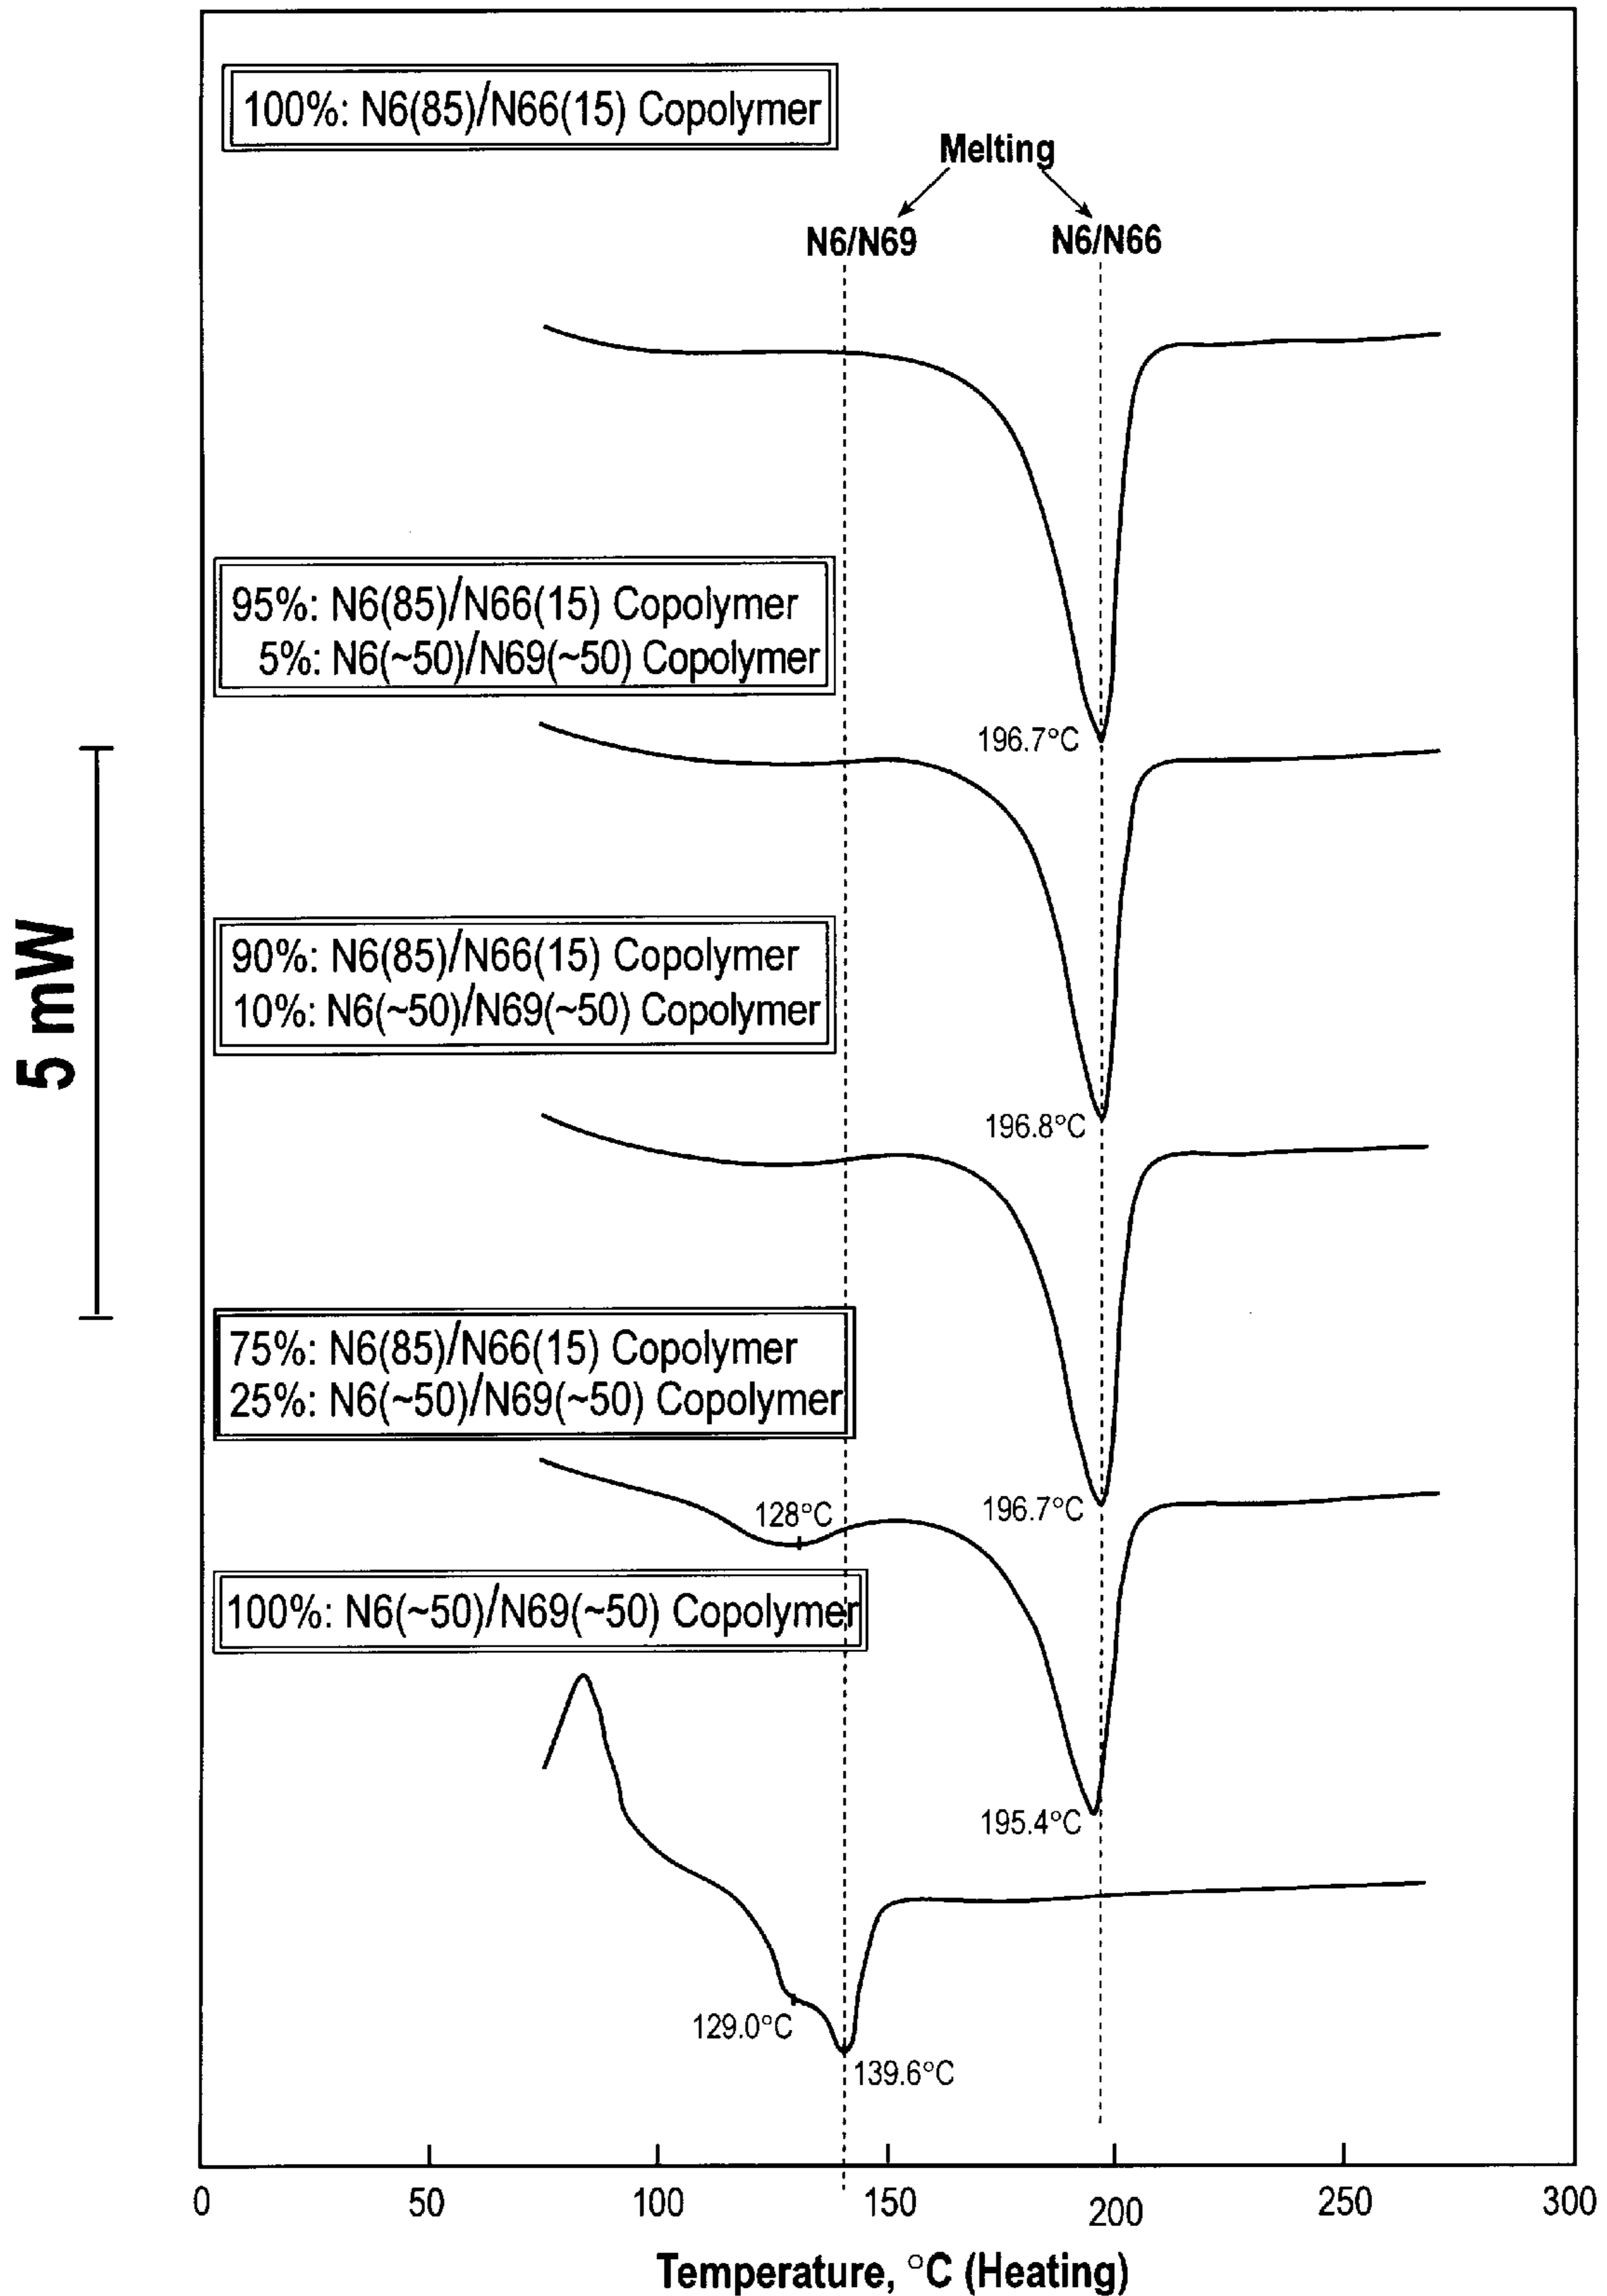 100%: N6(85)/N66(15) Copolymer
Melting
N6/N69
N6/N66
95%: N6(85)/N66(15) Copolymer
5%: N6(~50)/N69(~50) Copolymer
196.7°C
90%: N6(85)/N66(15) Copolymer
10%: N6(~50)/N69(~50) Copolymer
5 mW
196.8°C
75%: N6(85)/N66(15) Copolymer
25%: N6(~50)/N69(~50) Copolymer
128°C
196.7°C
100%: N6(~50)/N69(~50) Copolymer
195.4°C
129.0°C
139.6°C
0 50 100 150 200 250 300
Temperature, °C (Heating)